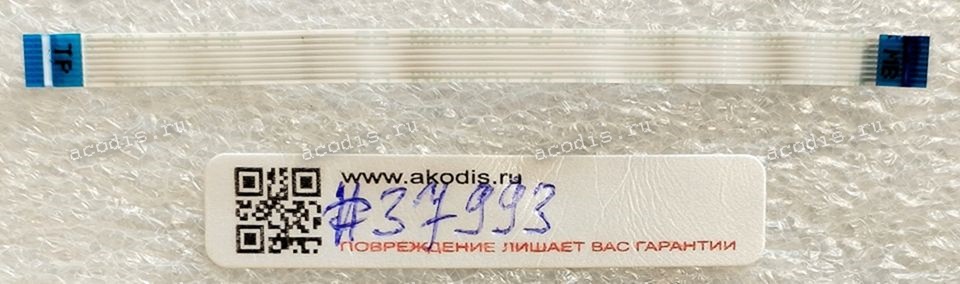 TP
MB
acodis.ru acodis.ru acodis.ru acodis.ru
www.akodis.ru
#37993
ПОВРЕЖДЕНИЕ ЛИШАЕТ ВАС ГАРАНТИИ